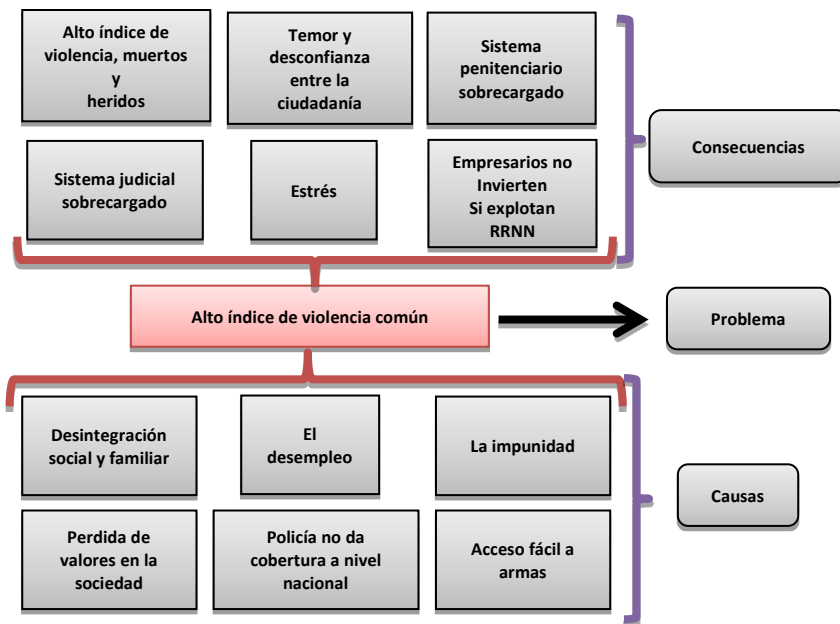 Alto índice de
violencia, muertos
y
heridos
Temor y
desconfianza
entre la
ciudadanía
Sistema
penitenciario
sobrecargado
Consecuencias
Sistema judicial
sobrecargado
Estrés
Empresarios no
Invierten
Si explotan
RRNN
Alto índice de violencia común
Problema
Desintegración
social y familiar
El
desempleo
La impunidad
Causas
Perdida de
valores en la
sociedad
Policía no da
cobertura a nivel
nacional
Acceso fácil a
armas